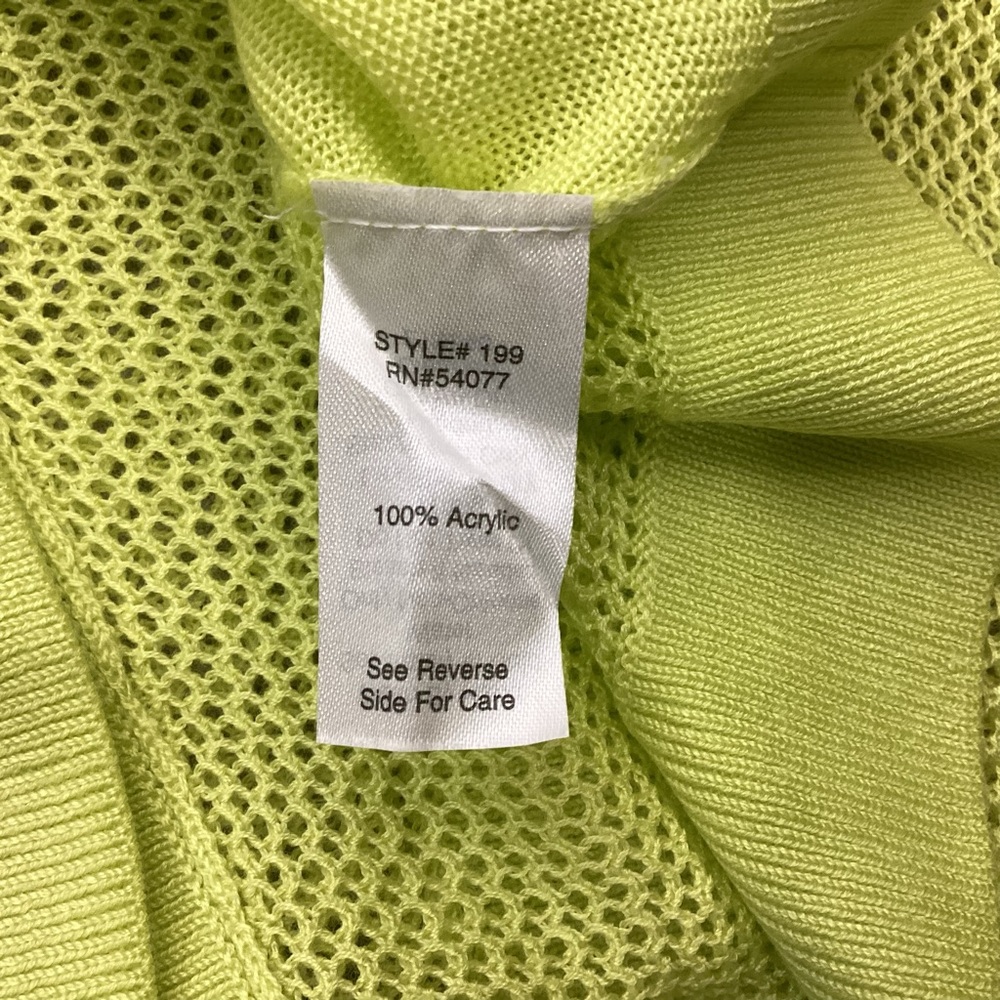 STYLE# 199
RN#54077
100% Acrylic
See Reverse
Side For Care